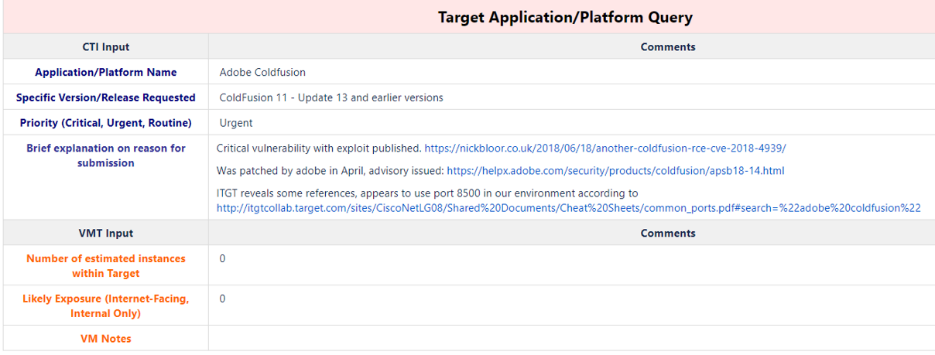 Target Application/Platform Query
CTI Input Comments
Application/Platform Name Adobe Coldfusion
Specific Version/Release Requested ColdFusion 11 - Update 13 and earlier versions
Priority (Critical, Urgent, Routine) Urgent
Brief explanation on reason for
submission
Critical vulnerability with exploit published. https://nickbloor.co.uk/2018/06/18/another-coldfusion-rce-cve-2018-4939/
Was patched by adobe in April, advisory issued: https://helpx.adobe.com/security/products/coldfusion/apsb18-14.html
ITGT reveals some references, appears to use port 8500 in our environment according to
http://itgtcollab.target.com/sites/CiscoNetLG08/Shared%20Documents/Cheat%20Sheets/common_ports.pdf#search=%22adobe%20coldfusion%22
VMT Input Comments
Number of estimated instances
within Target
0
Likely Exposure (Internet-Facing,
Internal Only)
0
VM Notes